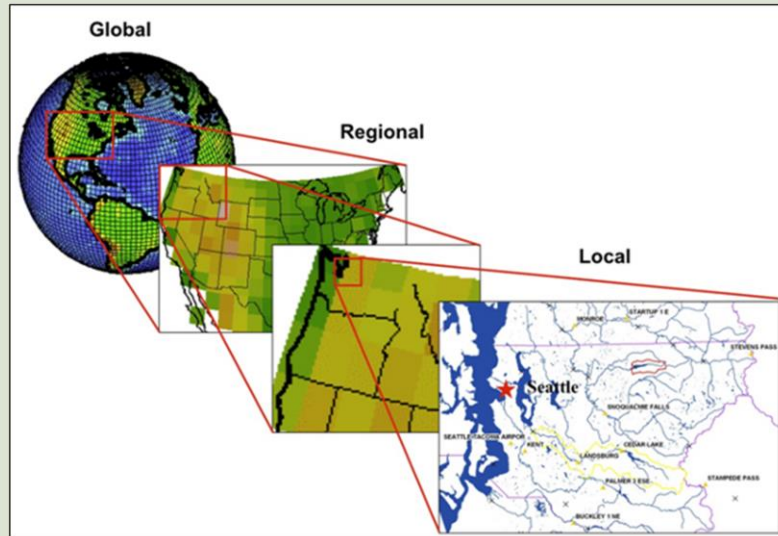 Global
Regional
Local
STARTUP 1 E
MONROE
STEVENS PASS
Seattle
SNOQUALMIE FALLS
SEATTLE-TACOMA AIRPOR
KENT
CEDAR LAKE
LANDSBURG
PALMER 3 ESE
STAMPEDE PASS
BUCKLEY 1 NE